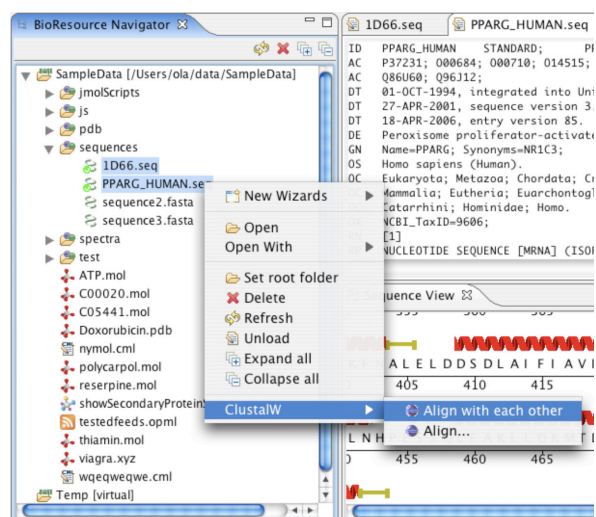 BioResource Navigator
SampleData [/Users/ola/data/SampleData]
jmolScripts
js
pdb
sequences
1D66.seq
PPARG_HUMAN.se
sequence2.fasta
sequence3.fasta
spectra
test
ATP.mol
C00020.mol
C05441.mol
Doxorubicin.pdb
nymol.cml
polycarpol.mol
reserpine.mol
showSecondaryProteinS
testedfeeds.opml
thiamin.mol
viagra.xyz
wqeqweqwe.cml
Temp [virtual]
New Wizards
Open
Open With
Set root folder
Delete
Refresh
Unload
Expand all
Collapse all
ClustalW
Align with each other
Align...
1D66.seq
PPARG_HUMAN.seq
ID PPARG_HUMAN STANDARD; PR
AC P37231; O00684; O00710; O14515;
AC Q86U60; Q96J12;
DT 01-OCT-1994, integrated into Uni
DT 27-APR-2001, sequence version 3.
DT 18-APR-2006, entry version 85.
DE Peroxisome proliferator-activate
GN Name=PPARG; Synonyms=NR1C3;
OS Homo sapiens (Human).
OC Eukaryota; Metazoa; Chordata; Cr
Mammalia; Eutheria; Euarchontogl
Catarrhini; Hominidae; Homo.
NCBI_TaxID=9606;
[1]
NUCLEOTIDE SEQUENCE [MRNA] (ISOF
equence View
N A L E L D D S D L A I F I A V I
405 410 415
L N H
455 460 465